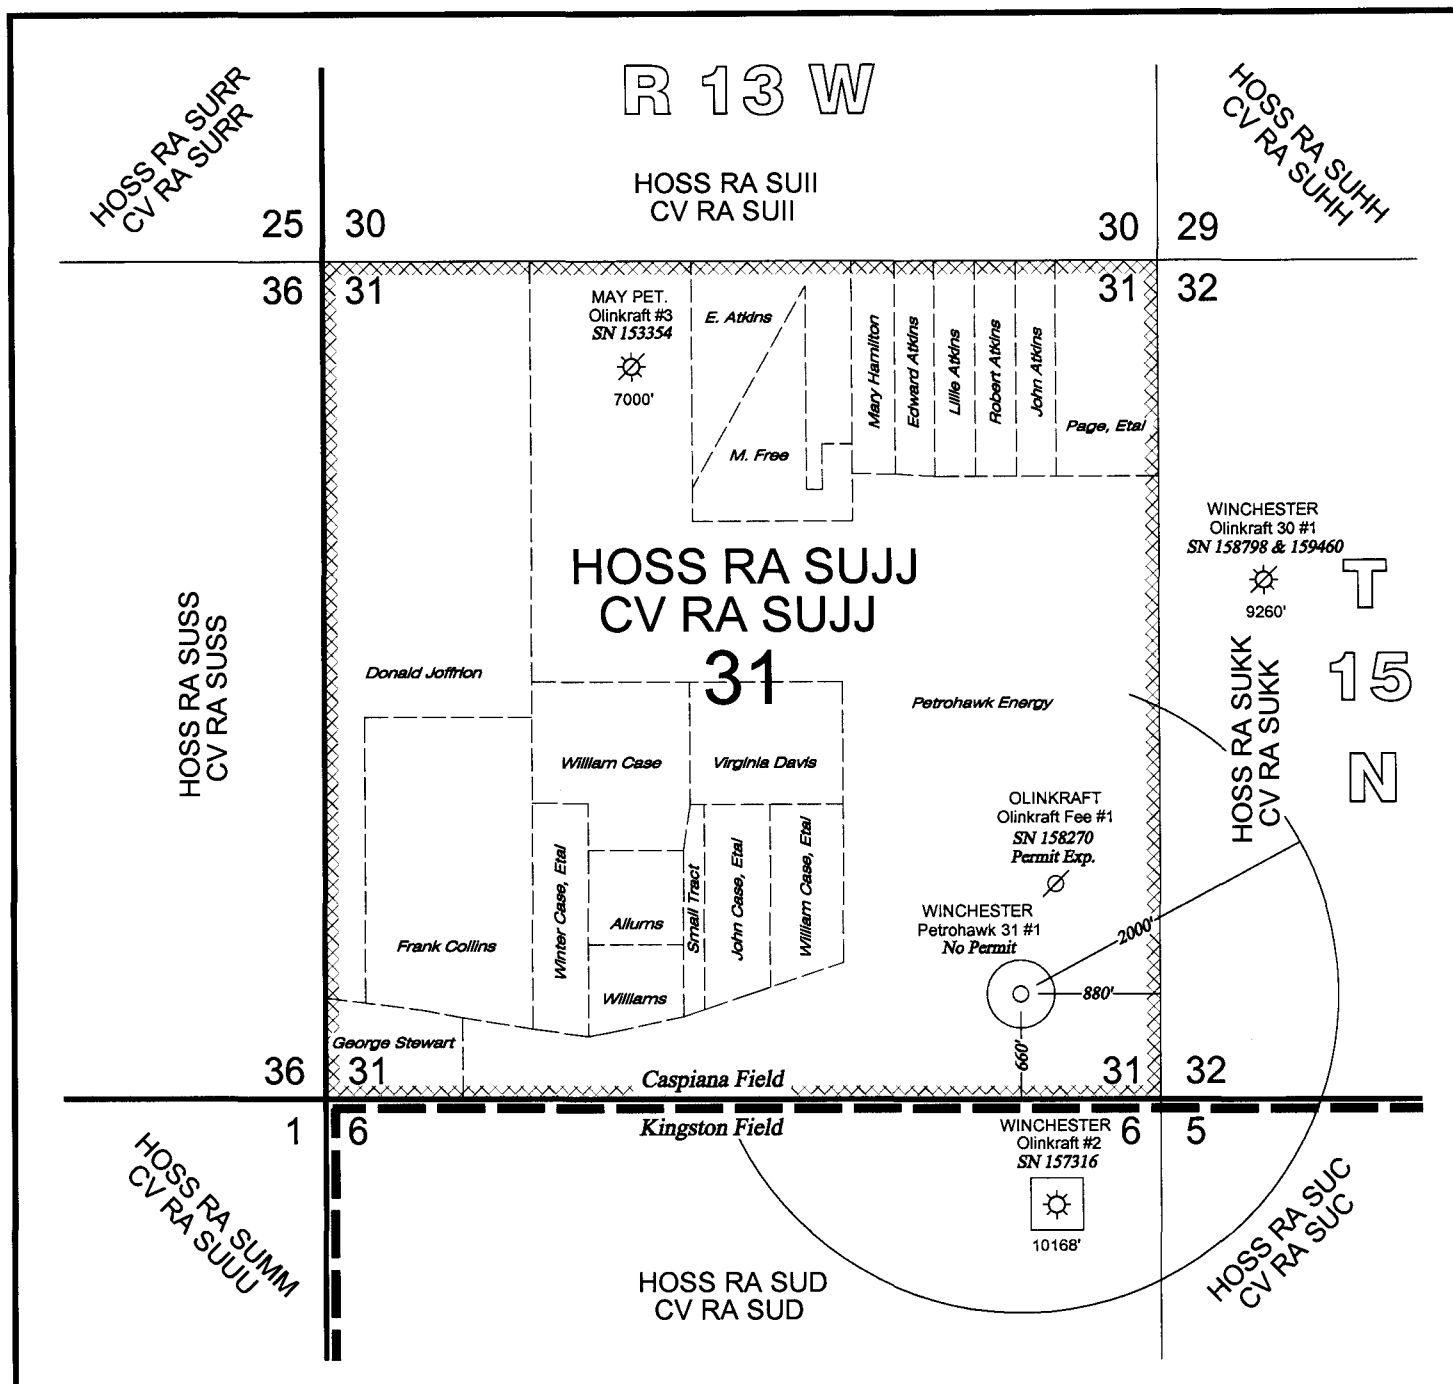 R 13 W
HOSS RA SURR
CV RA SURR
HOSS RA SUII
CV RA SUII
HOSS RA SUHH
CV RA SUHH
25
30
30
29
36
31
31
32
MAY PET.
Olinkraft #3
SN 153354
7000'
E. Atkins
M. Free
Mary Hamilton
Edward Atkins
Lillie Atkins
Robert Atkins
John Atkins
Page, Etal
WINCHESTER
Olinkraft 30 #1
SN 158798 & 159460
9260'
T
15
N
HOSS RA SUJJ
CV RA SUJJ
31
HOSS RA SUSS
CV RA SUSS
HOSS RA SUKK
CV RA SUKK
Donald Joffrion
Petrohawk Energy
William Case
Virginia Davis
OLINKRAFT
Olinkraft Fee #1
SN 158270
Permit Exp.
Frank Collins
Winter Case, Etal
Allums
Williams
Small Tract
John Case, Etal
William Case, Etal
WINCHESTER
Petrohawk 31 #1
No Permit
2000'
880'
660'
George Stewart
36
31
Caspiana Field
31
32
1
6
Kingston Field
WINCHESTER
Olinkraft #2
SN 157316
10168'
6
5
HOSS RA SUMM
CV RA SUUU
HOSS RA SUD
CV RA SUD
HOSS RA SUC
CV RA SUC